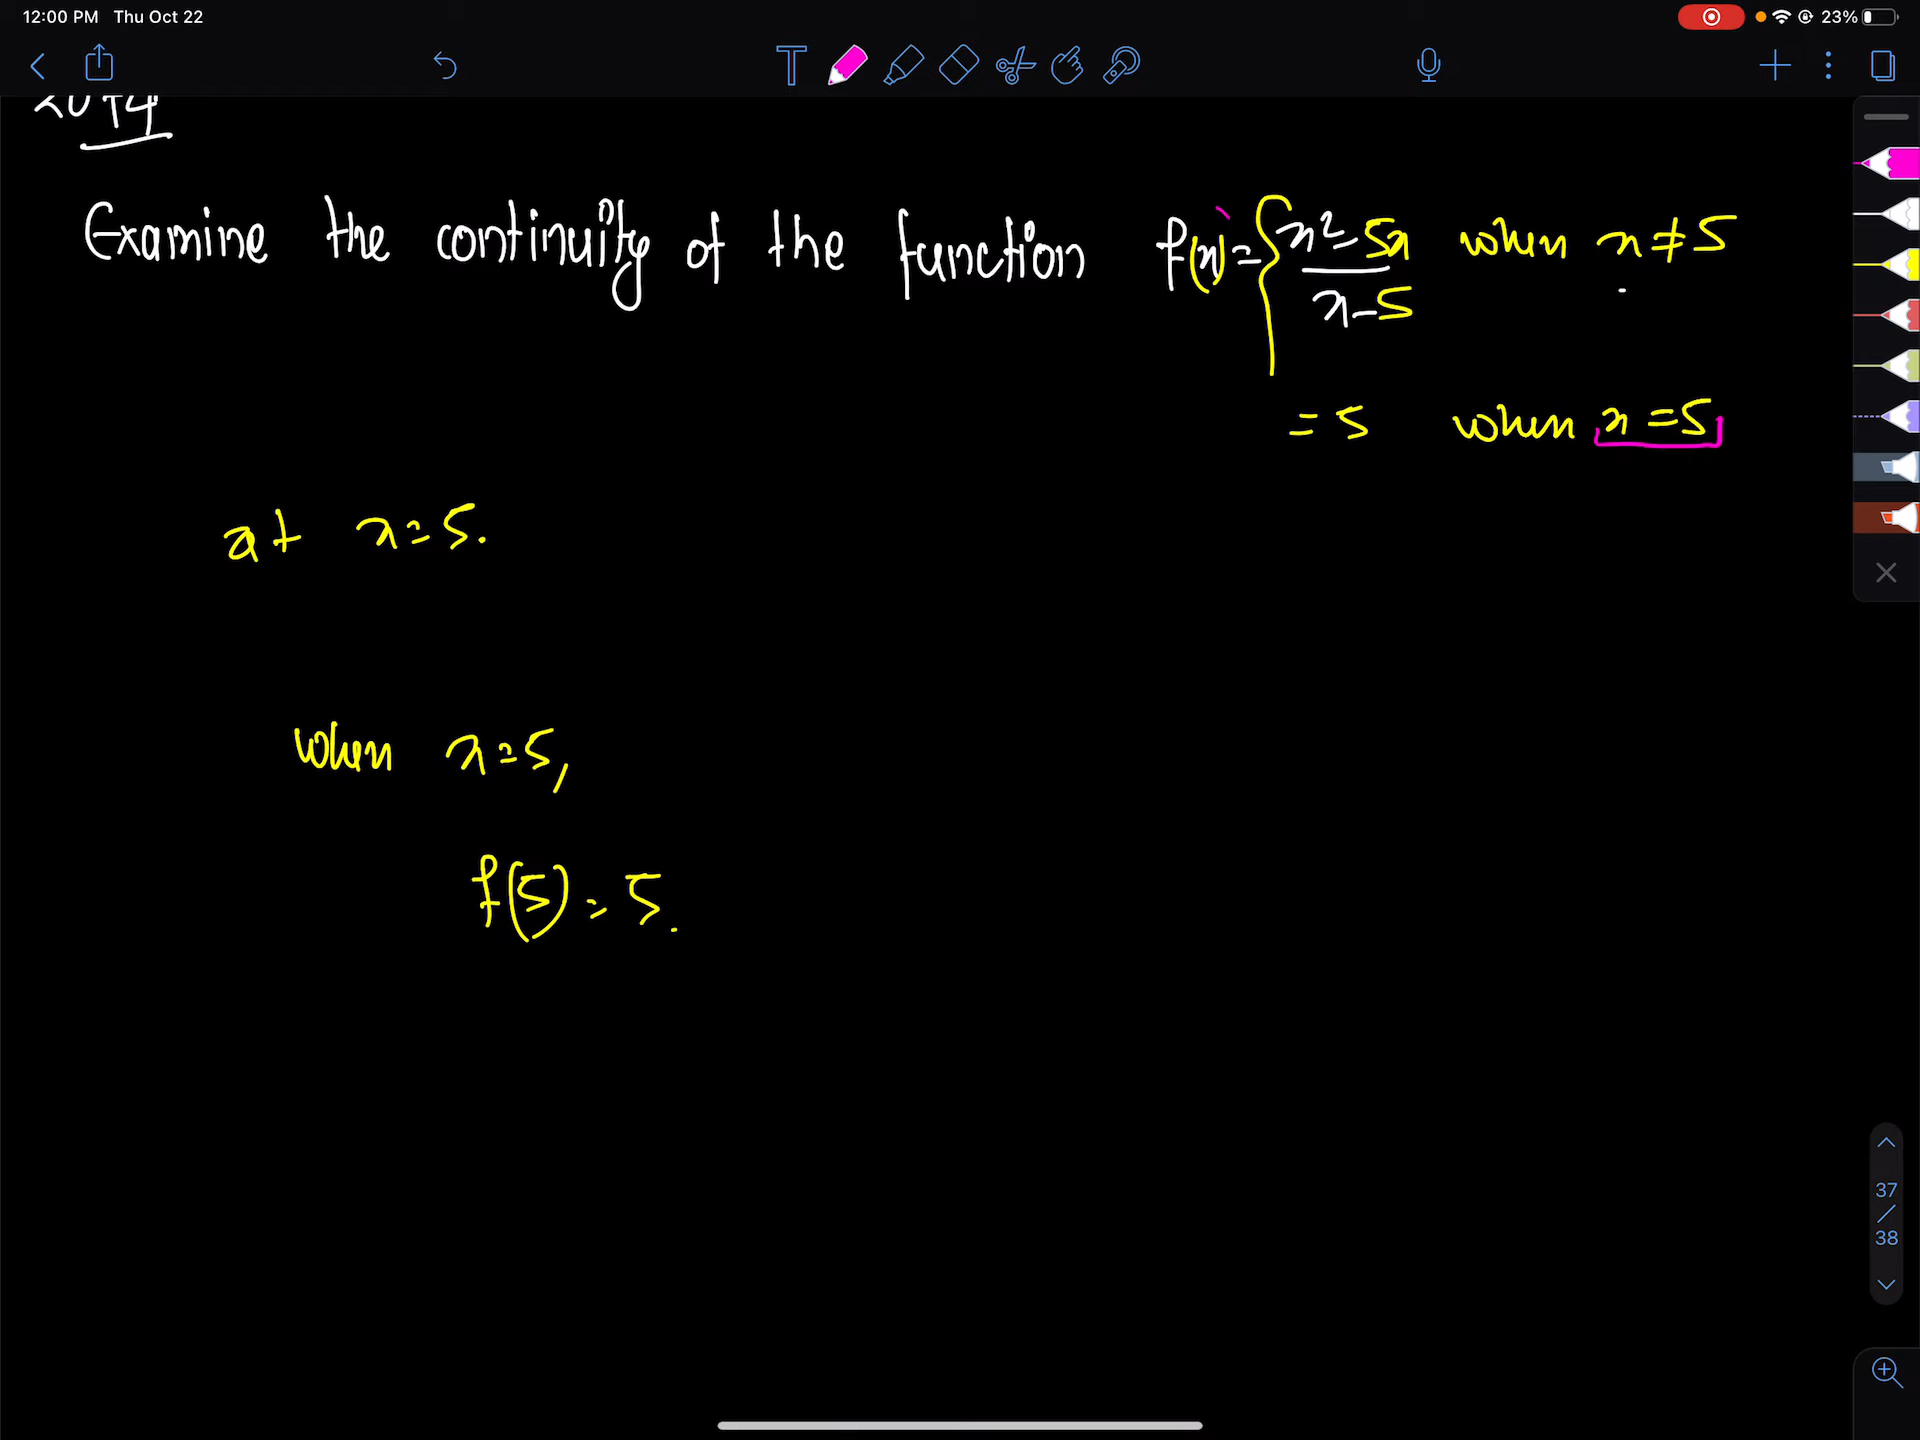 12:00 PM Thu Oct 22
23%
Examine the continuity of the function f(x) = { x² - 5x / x - 5 when x ≠ 5
= 5 when x = 5
at x = 5.
when x = 5,
f(5) = 5.
37
/
38